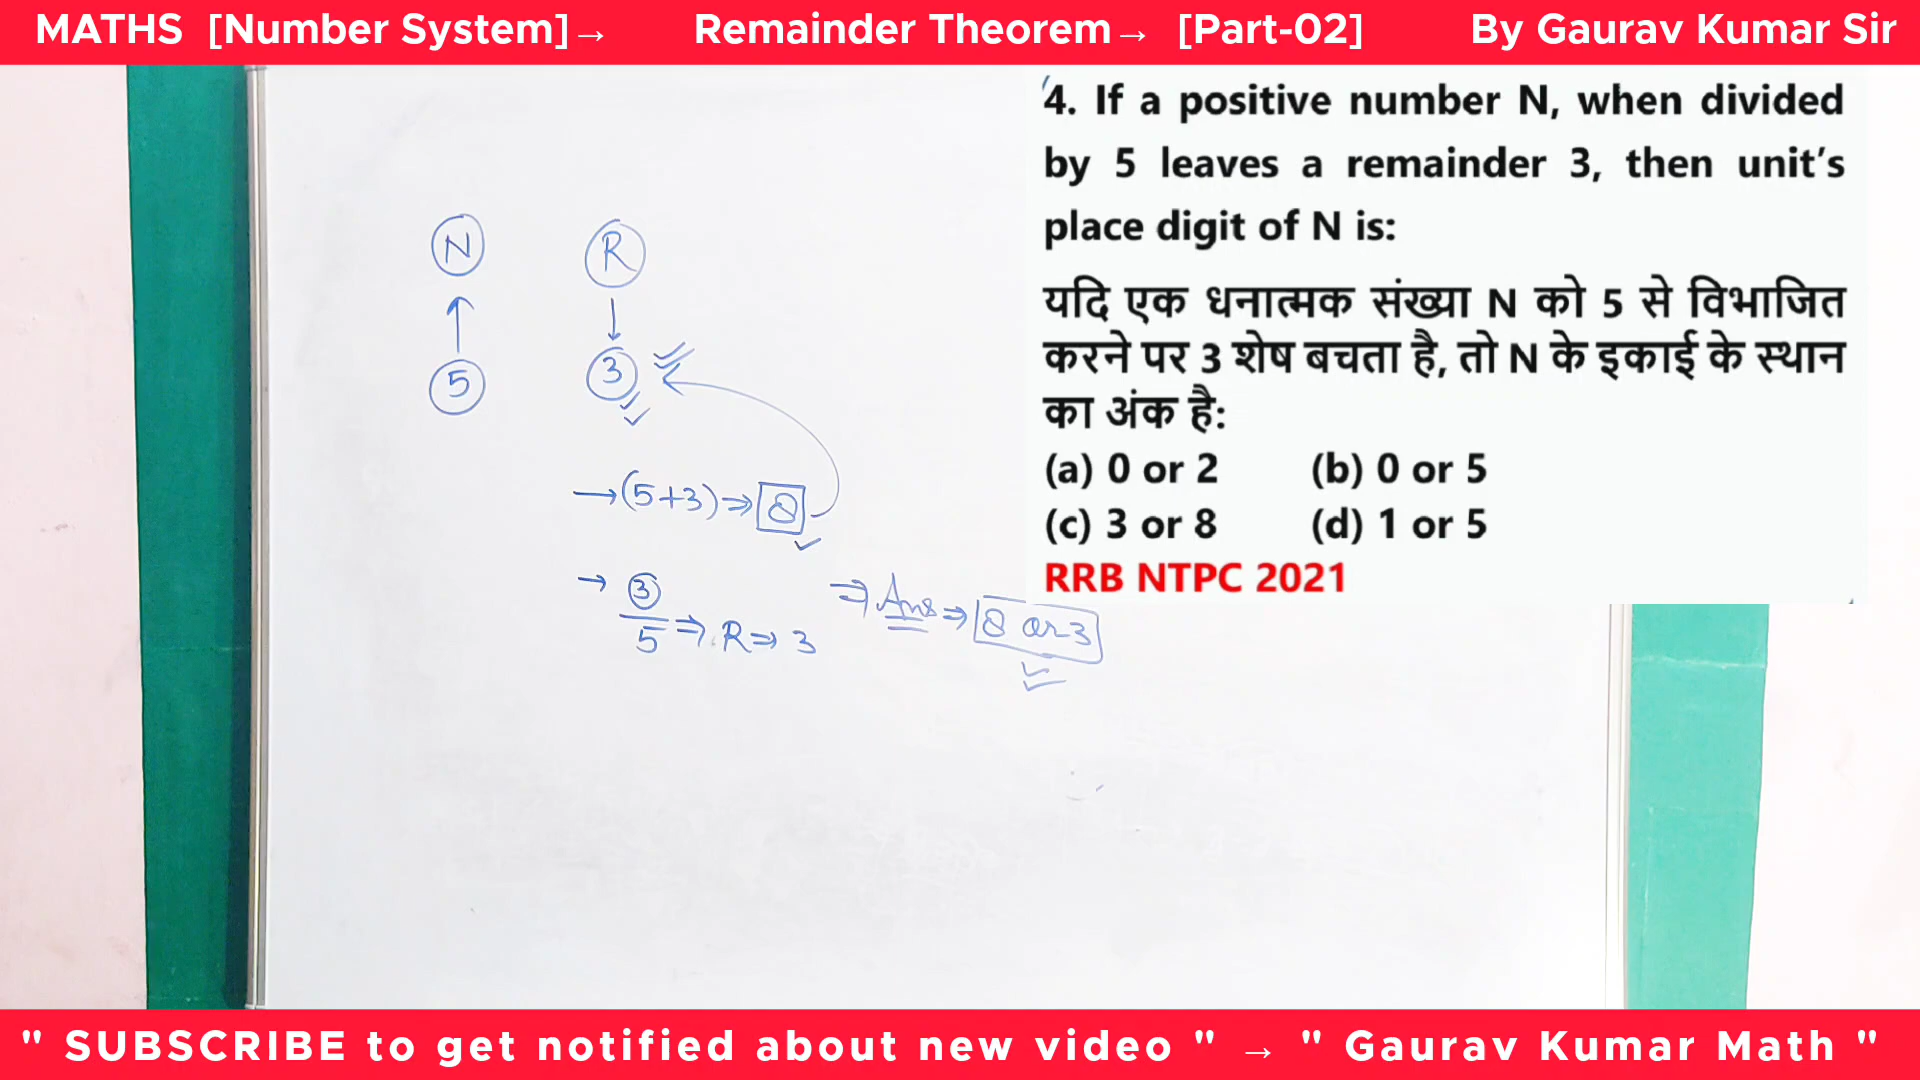 MATHS [Number System]→ Remainder Theorem→ [Part-02] By Gaurav Kumar Sir
4. If a positive number N, when divided
by 5 leaves a remainder 3, then unit's
place digit of N is:
यदि एक धनात्मक संख्या N को 5 से विभाजित
करने पर 3 शेष बचता है, तो N के इकाई के स्थान
का अंक है:
(a) 0 or 2 (b) 0 or 5
(c) 3 or 8 (d) 1 or 5
RRB NTPC 2021
N R
↑ ↓
5 3
→(5+3)⇒ 8
→ 3/5 ⇒ R ⇒ 3
⇒ Ans ⇒ 8 or 3
" SUBSCRIBE to get notified about new video " → " Gaurav Kumar Math "